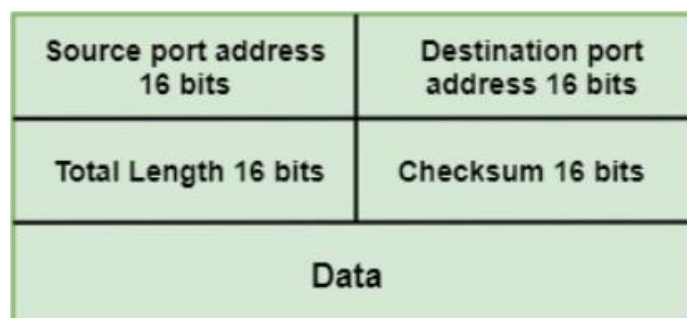 Source port address
16 bits
Destination port
address 16 bits
Total Length 16 bits
Checksum 16 bits
Data